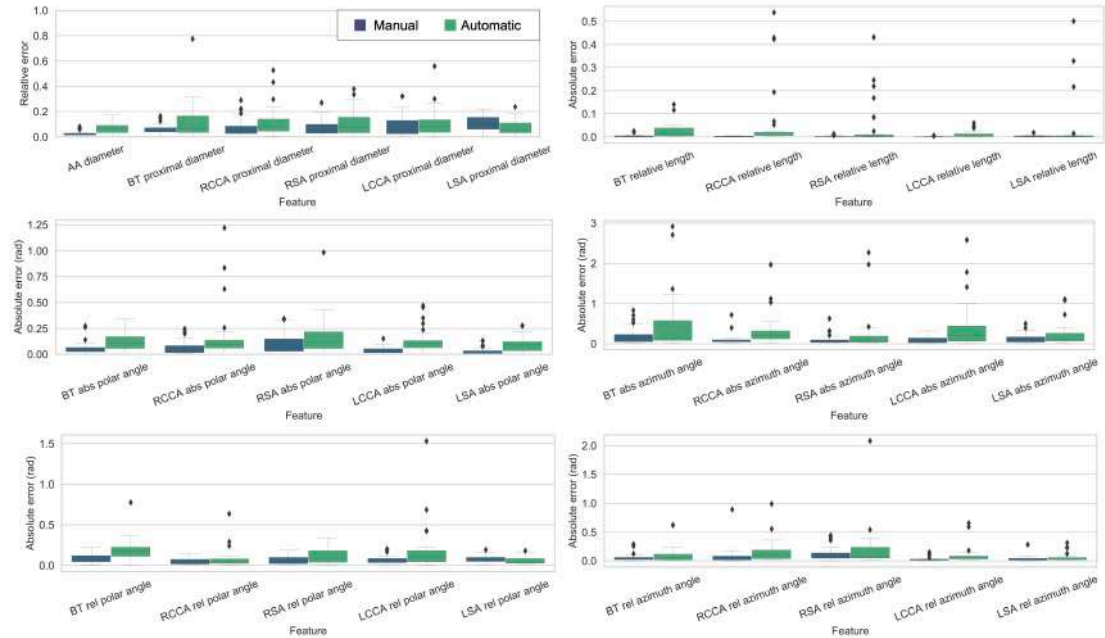 Manual
Automatic
Relative error
1.0
0.8
0.6
0.4
0.2
0.0
AA diameter
BT proximal diameter
RCCA proximal diameter
RSA proximal diameter
LCCA proximal diameter
LSA proximal diameter
Feature
Absolute error
0.5
0.4
0.3
0.2
0.1
0.0
BT relative length
RCCA relative length
RSA relative length
LCCA relative length
LSA relative length
Feature
Absolute error (rad)
1.25
1.00
0.75
0.50
0.25
0.00
BT abs polar angle
RCCA abs polar angle
RSA abs polar angle
LCCA abs polar angle
LSA abs polar angle
Feature
Absolute error (rad)
3
2
1
0
BT abs azimuth angle
RCCA abs azimuth angle
RSA abs azimuth angle
LCCA abs azimuth angle
LSA abs azimuth angle
Feature
Absolute error (rad)
1.5
1.0
0.5
0.0
BT rel polar angle
RCCA rel polar angle
RSA rel polar angle
LCCA rel polar angle
LSA rel polar angle
Feature
Absolute error (rad)
2.0
1.5
1.0
0.5
0.0
BT rel azimuth angle
RCCA rel azimuth angle
RSA rel azimuth angle
LCCA rel azimuth angle
LSA rel azimuth angle
Feature